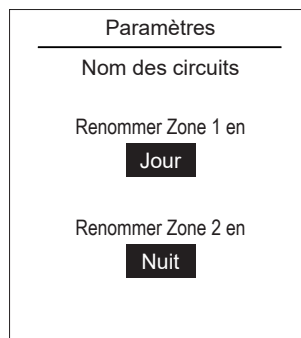 Paramètres
Nom des circuits
Renommer Zone 1 en
Jour
Renommer Zone 2 en
Nuit